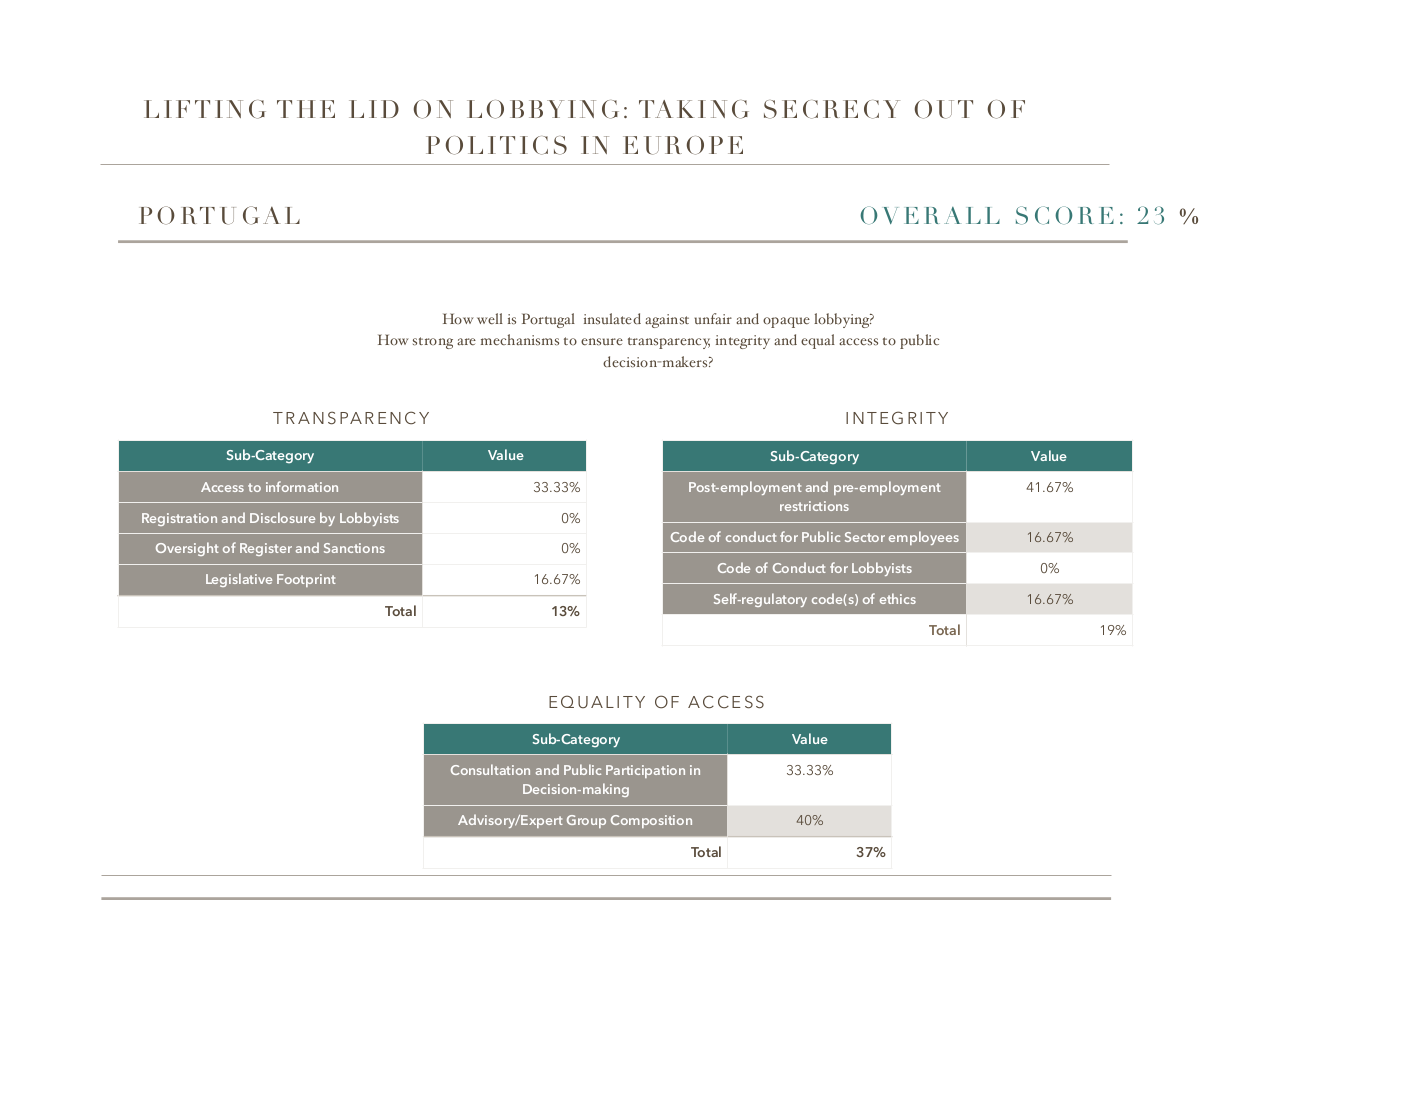 LIFTING THE LID ON LOBBYING: TAKING SECRECY OUT OF
POLITICS IN EUROPE
PORTUGAL OVERALL SCORE: 23 %
How well is Portugal insulated against unfair and opaque lobbying?
How strong are mechanisms to ensure transparency, integrity and equal access to public
decision-makers?
TRANSPARENCY
Sub-Category Value
Access to information 33.33%
Registration and Disclosure by Lobbyists 0%
Oversight of Register and Sanctions 0%
Legislative Footprint 16.67%
Total 13%
INTEGRITY
Sub-Category Value
Post-employment and pre-employment 41.67%
restrictions
Code of conduct for Public Sector employees 16.67%
Code of Conduct for Lobbyists 0%
Self-regulatory code(s) of ethics 16.67%
Total 19%
EQUALITY OF ACCESS
Sub-Category Value
Consultation and Public Participation in 33.33%
Decision-making
Advisory/Expert Group Composition 40%
Total 37%